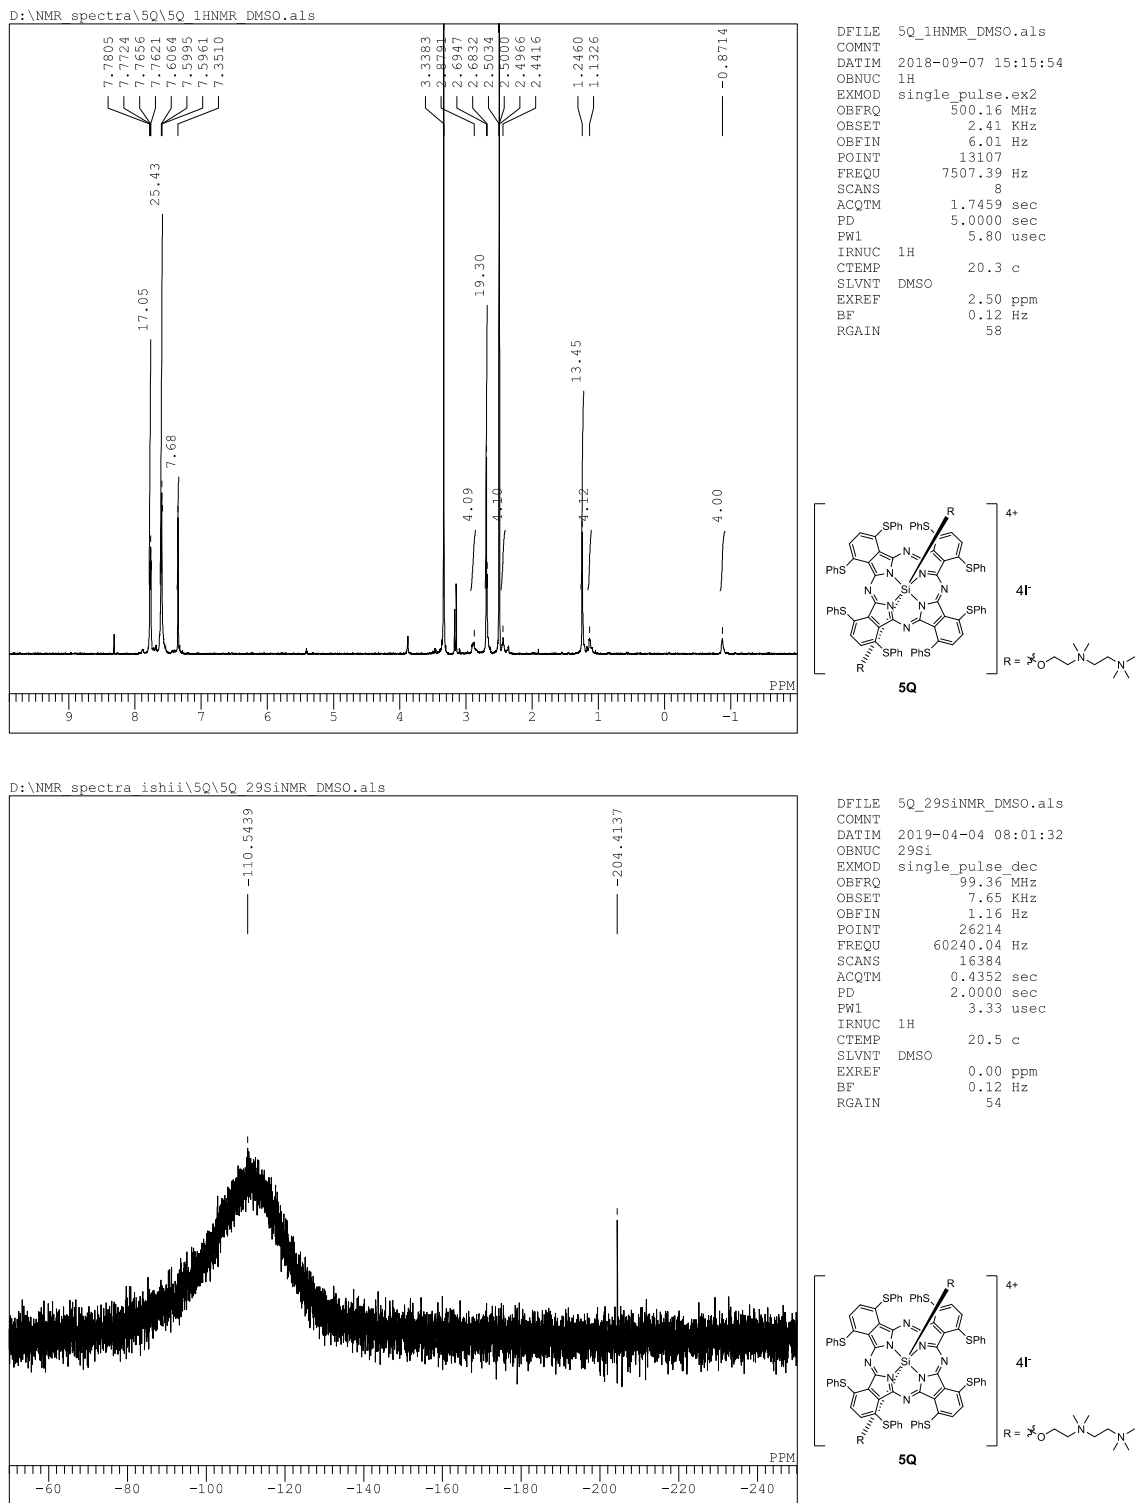 D:\NMR spectra\5Q\5Q_1HNMR_DMSO.als
7.7805
7.7724
7.7656
7.7621
7.6064
7.5995
7.5961
7.3510
3.3383
2.8791
2.6947
2.6832
2.5034
2.5000
2.4966
2.4416
1.2460
1.1326
-0.8714
17.05
25.43
7.68
4.09
19.30
4.10
13.45
4.12
4.00
PPM
9 8 7 6 5 4 3 2 1 0 -1
DFILE 5Q_1HNMR_DMSO.als
COMNT
DATIM 2018-09-07 15:15:54
OBNUC 1H
EXMOD single_pulse.ex2
OBFRQ 500.16 MHz
OBSET 2.41 KHz
OBFIN 6.01 Hz
POINT 13107
FREQU 7507.39 Hz
SCANS 8
ACQTM 1.7459 sec
PD 5.0000 sec
PW1 5.80 usec
IRNUC 1H
CTEMP 20.3 c
SLVNT DMSO
EXREF 2.50 ppm
BF 0.12 Hz
RGAIN 58
R 4+
SPh PhS
PhS SPh
N N
N N N N
Si
N N
N
PhS SPh
SPh PhS
R
4I-
R = O N N
5Q
D:\NMR spectra ishii\5Q\5Q_29SiNMR_DMSO.als
-110.5439
-204.4137
PPM
-60 -80 -100 -120 -140 -160 -180 -200 -220 -240
DFILE 5Q_29SiNMR_DMSO.als
COMNT
DATIM 2019-04-04 08:01:32
OBNUC 29Si
EXMOD single_pulse_dec
OBFRQ 99.36 MHz
OBSET 7.65 KHz
OBFIN 1.16 Hz
POINT 26214
FREQU 60240.04 Hz
SCANS 16384
ACQTM 0.4352 sec
PD 2.0000 sec
PW1 3.33 usec
IRNUC 1H
CTEMP 20.5 c
SLVNT DMSO
EXREF 0.00 ppm
BF 0.12 Hz
RGAIN 54
R 4+
SPh PhS
PhS SPh
N N
N N N N
Si
N N
N
PhS SPh
SPh PhS
R
4I-
R = O N N
5Q